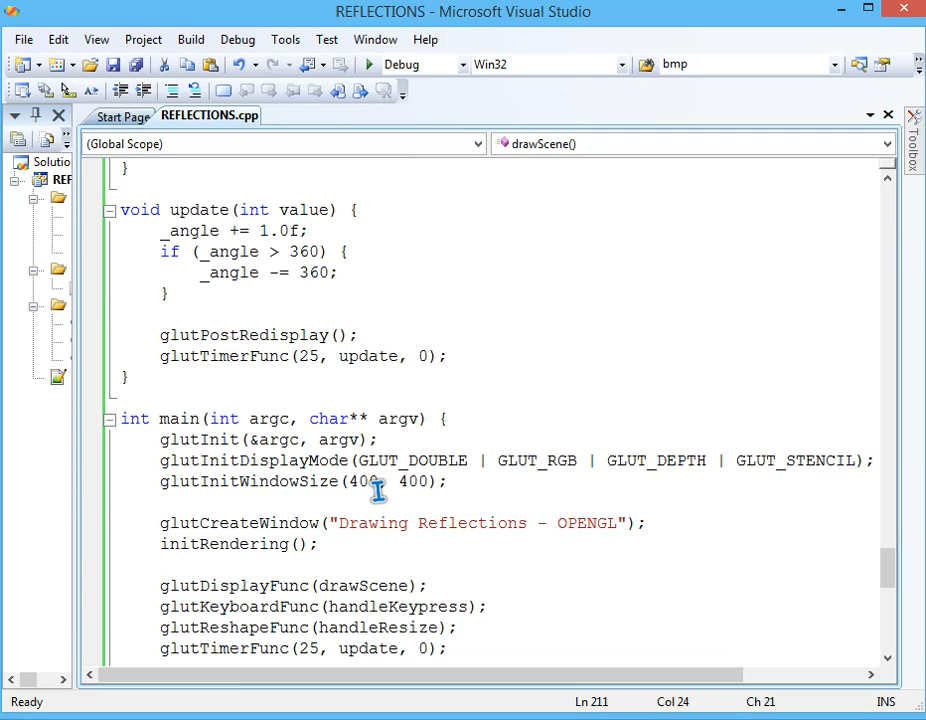 REFLECTIONS - Microsoft Visual Studio
File Edit View Project Build Debug Tools Test Window Help
Debug Win32 bmp
Start Page REFLECTIONS.cpp
(Global Scope) drawScene()
Toolbox
Solutio
REF
}
void update(int value) {
_angle += 1.0f;
if (_angle > 360) {
_angle -= 360;
}
glutPostRedisplay();
glutTimerFunc(25, update, 0);
}
int main(int argc, char** argv) {
glutInit(&argc, argv);
glutInitDisplayMode(GLUT_DOUBLE | GLUT_RGB | GLUT_DEPTH | GLUT_STENCIL);
glutInitWindowSize(400, 400);
glutCreateWindow("Drawing Reflections - OPENGL");
initRendering();
glutDisplayFunc(drawScene);
glutKeyboardFunc(handleKeypress);
glutReshapeFunc(handleResize);
glutTimerFunc(25, update, 0);
Ready Ln 211 Col 24 Ch 21 INS